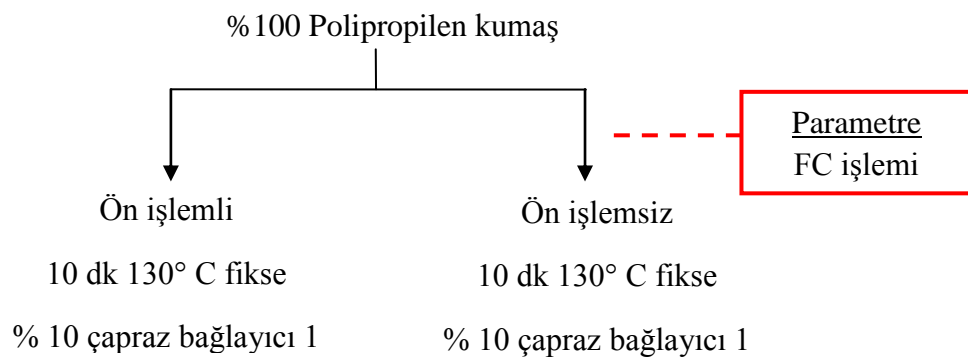 %100 Polipropilen kumaş
Parametre
FC işlemi
Ön işlemli
10 dk 130° C fikse
% 10 çapraz bağlayıcı 1
Ön işlemsiz
10 dk 130° C fikse
% 10 çapraz bağlayıcı 1